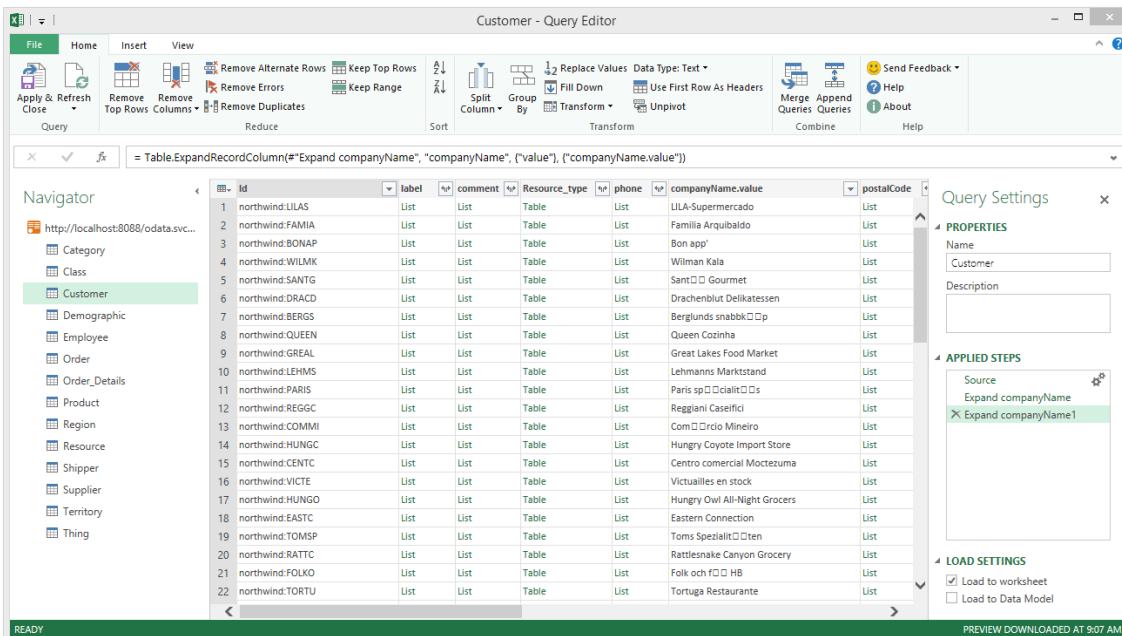 Customer - Query Editor
File Home Insert View
Apply & Close
Refresh
Query
Remove Top Rows
Remove Columns
Remove Alternate Rows
Remove Errors
Remove Duplicates
Keep Top Rows
Keep Range
Reduce
Sort
Split Column
Group By
Replace Values
Fill Down
Transform
Data Type: Text
Use First Row As Headers
Unpivot
Transform
Merge Queries
Append Queries
Combine
Send Feedback
Help
About
Help
fx = Table.ExpandRecordColumn(#"Expand companyName", "companyName", {"value"}, {"companyName.value"})
Navigator
http://localhost:8088/odata.svc...
Category
Class
Customer
Demographic
Employee
Order
Order_Details
Product
Region
Resource
Shipper
Supplier
Territory
Thing
Id label comment Resource_type phone companyName.value postalCode
1 northwind:LILAS List List Table List LILA-Supermercado List
2 northwind:FAMIA List List Table List Familia Arquibaldo List
3 northwind:BONAP List List Table List Bon app' List
4 northwind:WILMK List List Table List Wilman Kala List
5 northwind:SANTG List List Table List Sant□□ Gourmet List
6 northwind:DRACD List List Table List Drachenblut Delikatessen List
7 northwind:BERGS List List Table List Berglunds snabbk□□p List
8 northwind:QUEEN List List Table List Queen Cozinha List
9 northwind:GREAL List List Table List Great Lakes Food Market List
10 northwind:LEHMS List List Table List Lehmanns Marktstand List
11 northwind:PARIS List List Table List Paris sp□□cialit□□s List
12 northwind:REGGC List List Table List Reggiani Caseifici List
13 northwind:COMMI List List Table List Com□□rcio Mineiro List
14 northwind:HUNGC List List Table List Hungry Coyote Import Store List
15 northwind:CENTC List List Table List Centro comercial Moctezuma List
16 northwind:VICTE List List Table List Victuailles en stock List
17 northwind:HUNGO List List Table List Hungry Owl All-Night Grocers List
18 northwind:EASTC List List Table List Eastern Connection List
19 northwind:TOMSP List List Table List Toms Spezialit□□ten List
20 northwind:RATTC List List Table List Rattlesnake Canyon Grocery List
21 northwind:FOLKO List List Table List Folk och f□□ HB List
22 northwind:TORTU List List Table List Tortuga Restaurante List
Query Settings
PROPERTIES
Name
Customer
Description
APPLIED STEPS
Source
Expand companyName
Expand companyName1
LOAD SETTINGS
Load to worksheet
Load to Data Model
READY
PREVIEW DOWNLOADED AT 9:07 AM